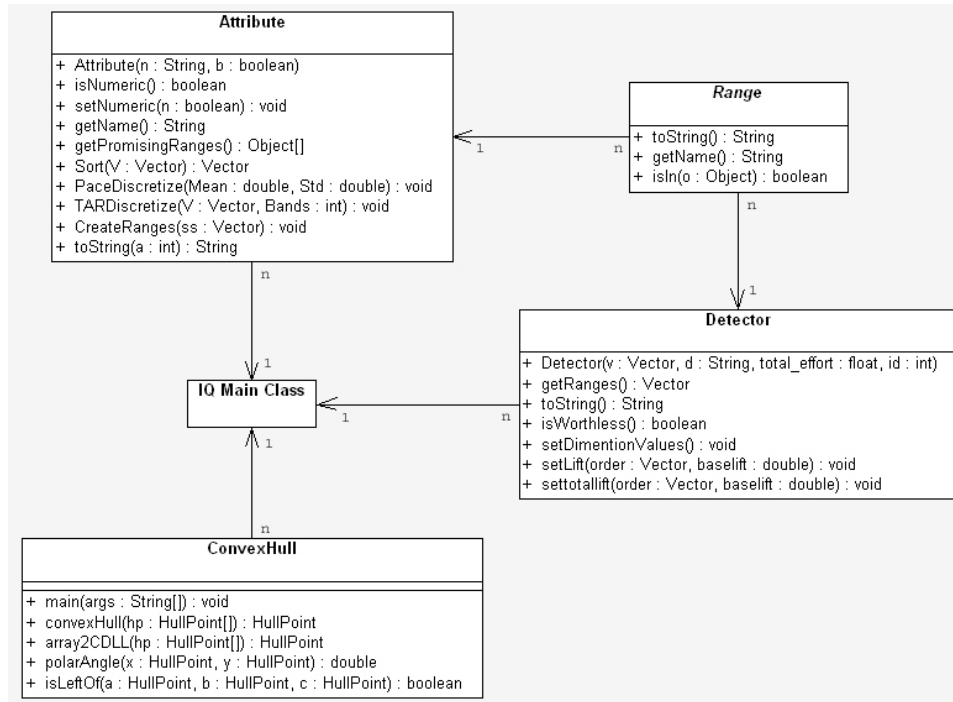 Attribute
+ Attribute(n : String, b : boolean)
+ isNumeric() : boolean
+ setNumeric(n : boolean) : void
+ getName() : String
+ getPromisingRanges() : Object[]
+ Sort(V : Vector) : Vector
+ PaceDiscretize(Mean : double, Std : double) : void
+ TARDiscretize(V : Vector, Bands : int) : void
+ CreateRanges(ss : Vector) : void
+ toString(a : int) : String
Range
+ toString() : String
+ getName() : String
+ isIn(o : Object) : boolean
1
n
n
1
n
1
Detector
+ Detector(v : Vector, d : String, total_effort : float, id : int)
+ getRanges() : Vector
+ toString() : String
+ isWorthless() : boolean
+ setDimentionValues() : void
+ setLift(order : Vector, baselift : double) : void
+ settotallift(order : Vector, baselift : double) : void
IQ Main Class
1
n
1
n
ConvexHull
+ main(args : String[]) : void
+ convexHull(hp : HullPoint[]) : HullPoint
+ array2CDLL(hp : HullPoint[]) : HullPoint
+ polarAngle(x : HullPoint, y : HullPoint) : double
+ isLeftOf(a : HullPoint, b : HullPoint, c : HullPoint) : boolean